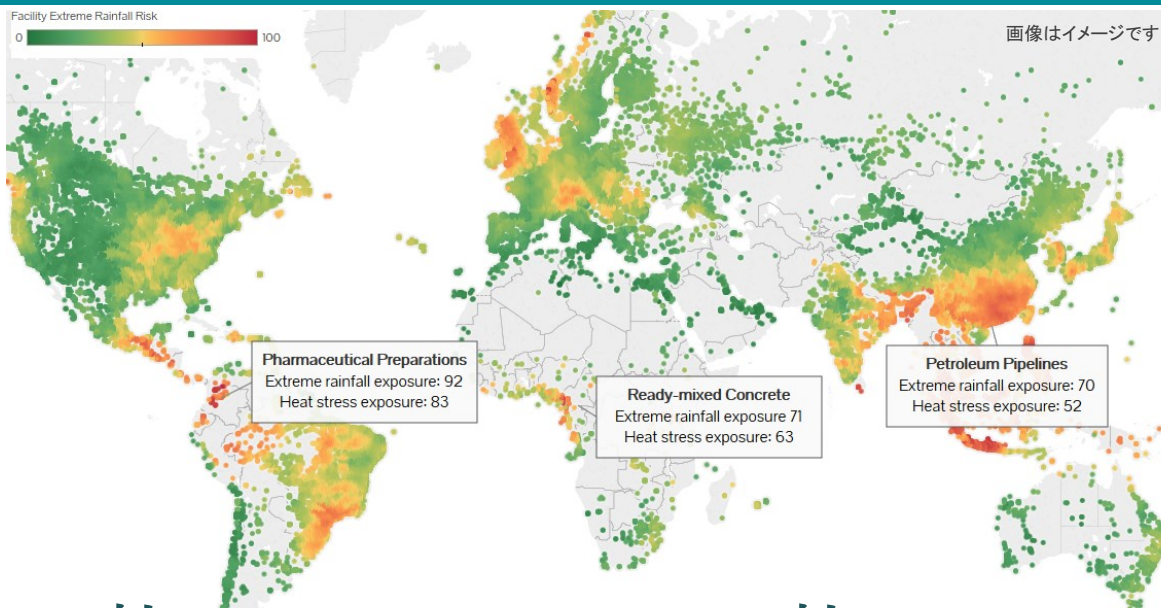 Facility Extreme Rainfall Risk
0
100
画像はイメージです
Pharmaceutical Preparations
Extreme rainfall exposure: 92
Heat stress exposure: 83
Ready-mixed Concrete
Extreme rainfall exposure 71
Heat stress exposure: 63
Petroleum Pipelines
Extreme rainfall exposure: 70
Heat stress exposure: 52